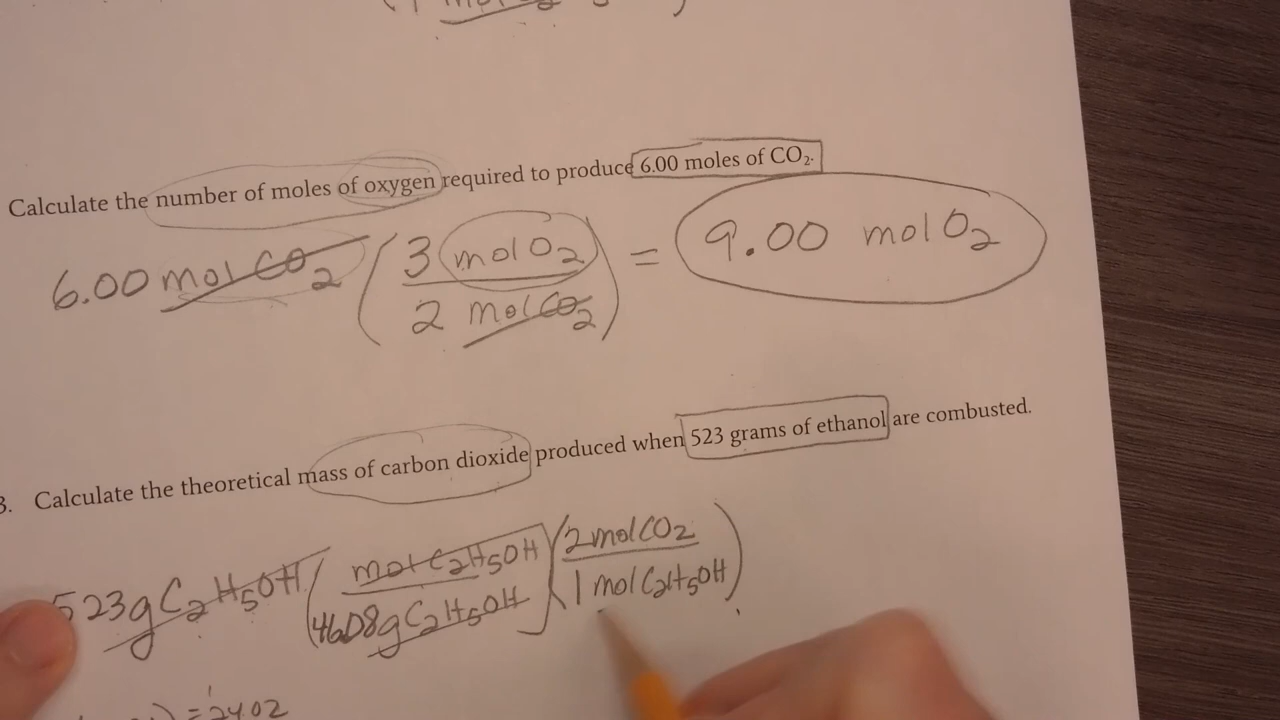 Calculate the number of moles of oxygen required to produce 6.00 moles of CO₂.
6.00 mol CO₂ ( 3 mol O₂ / 2 mol CO₂ ) = 9.00 mol O₂
3. Calculate the theoretical mass of carbon dioxide produced when 523 grams of ethanol are combusted.
523g C₂H₅OH ( mol C₂H₅OH / 46.08g C₂H₅OH ) ( 2 mol CO₂ / 1 mol C₂H₅OH )
) = 24.02